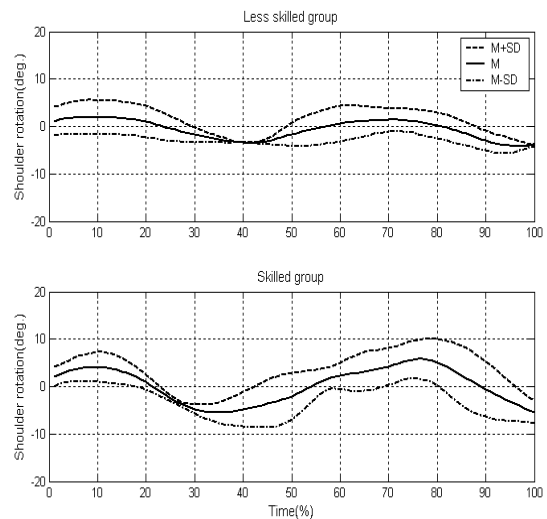 Less skilled group
20
10
0
-10
-20
Shoulder rotation(deg.)
M+SD
M
M-SD
0 10 20 30 40 50 60 70 80 90 100
Skilled group
20
10
0
-10
-20
Shoulder rotation(deg.)
0 10 20 30 40 50 60 70 80 90 100
Time(%)